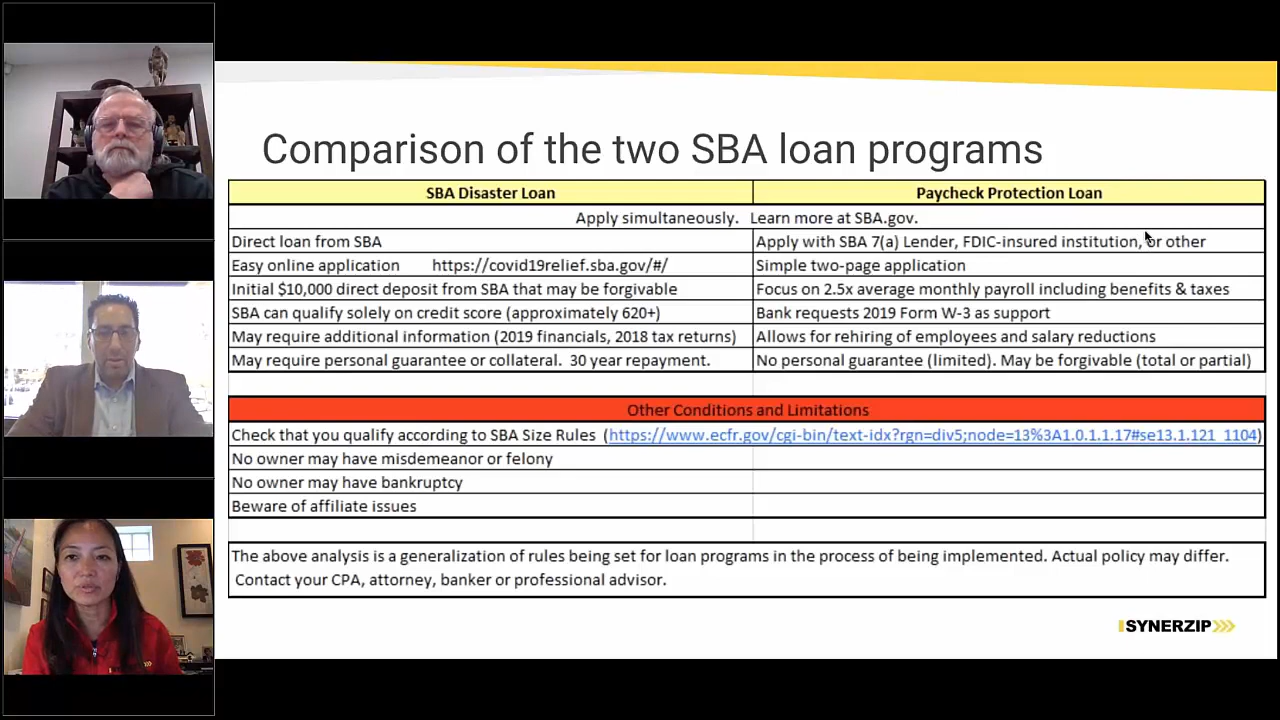 Comparison of the two SBA loan programs
SBA Disaster Loan
Paycheck Protection Loan
Apply simultaneously. Learn more at SBA.gov.
Direct loan from SBA
Apply with SBA 7(a) Lender, FDIC-insured institution, or other
Easy online application https://covid19relief.sba.gov/#/
Simple two-page application
Initial $10,000 direct deposit from SBA that may be forgivable
Focus on 2.5x average monthly payroll including benefits & taxes
SBA can qualify solely on credit score (approximately 620+)
Bank requests 2019 Form W-3 as support
May require additional information (2019 financials, 2018 tax returns)
Allows for rehiring of employees and salary reductions
May require personal guarantee or collateral. 30 year repayment.
No personal guarantee (limited). May be forgivable (total or partial)
Other Conditions and Limitations
Check that you qualify according to SBA Size Rules (https://www.ecfr.gov/cgi-bin/text-idx?rgn=div5;node=13%3A1.0.1.1.17#se13.1.121_1104)
No owner may have misdemeanor or felony
No owner may have bankruptcy
Beware of affiliate issues
The above analysis is a generalization of rules being set for loan programs in the process of being implemented. Actual policy may differ.
Contact your CPA, attorney, banker or professional advisor.
SYNERZIP